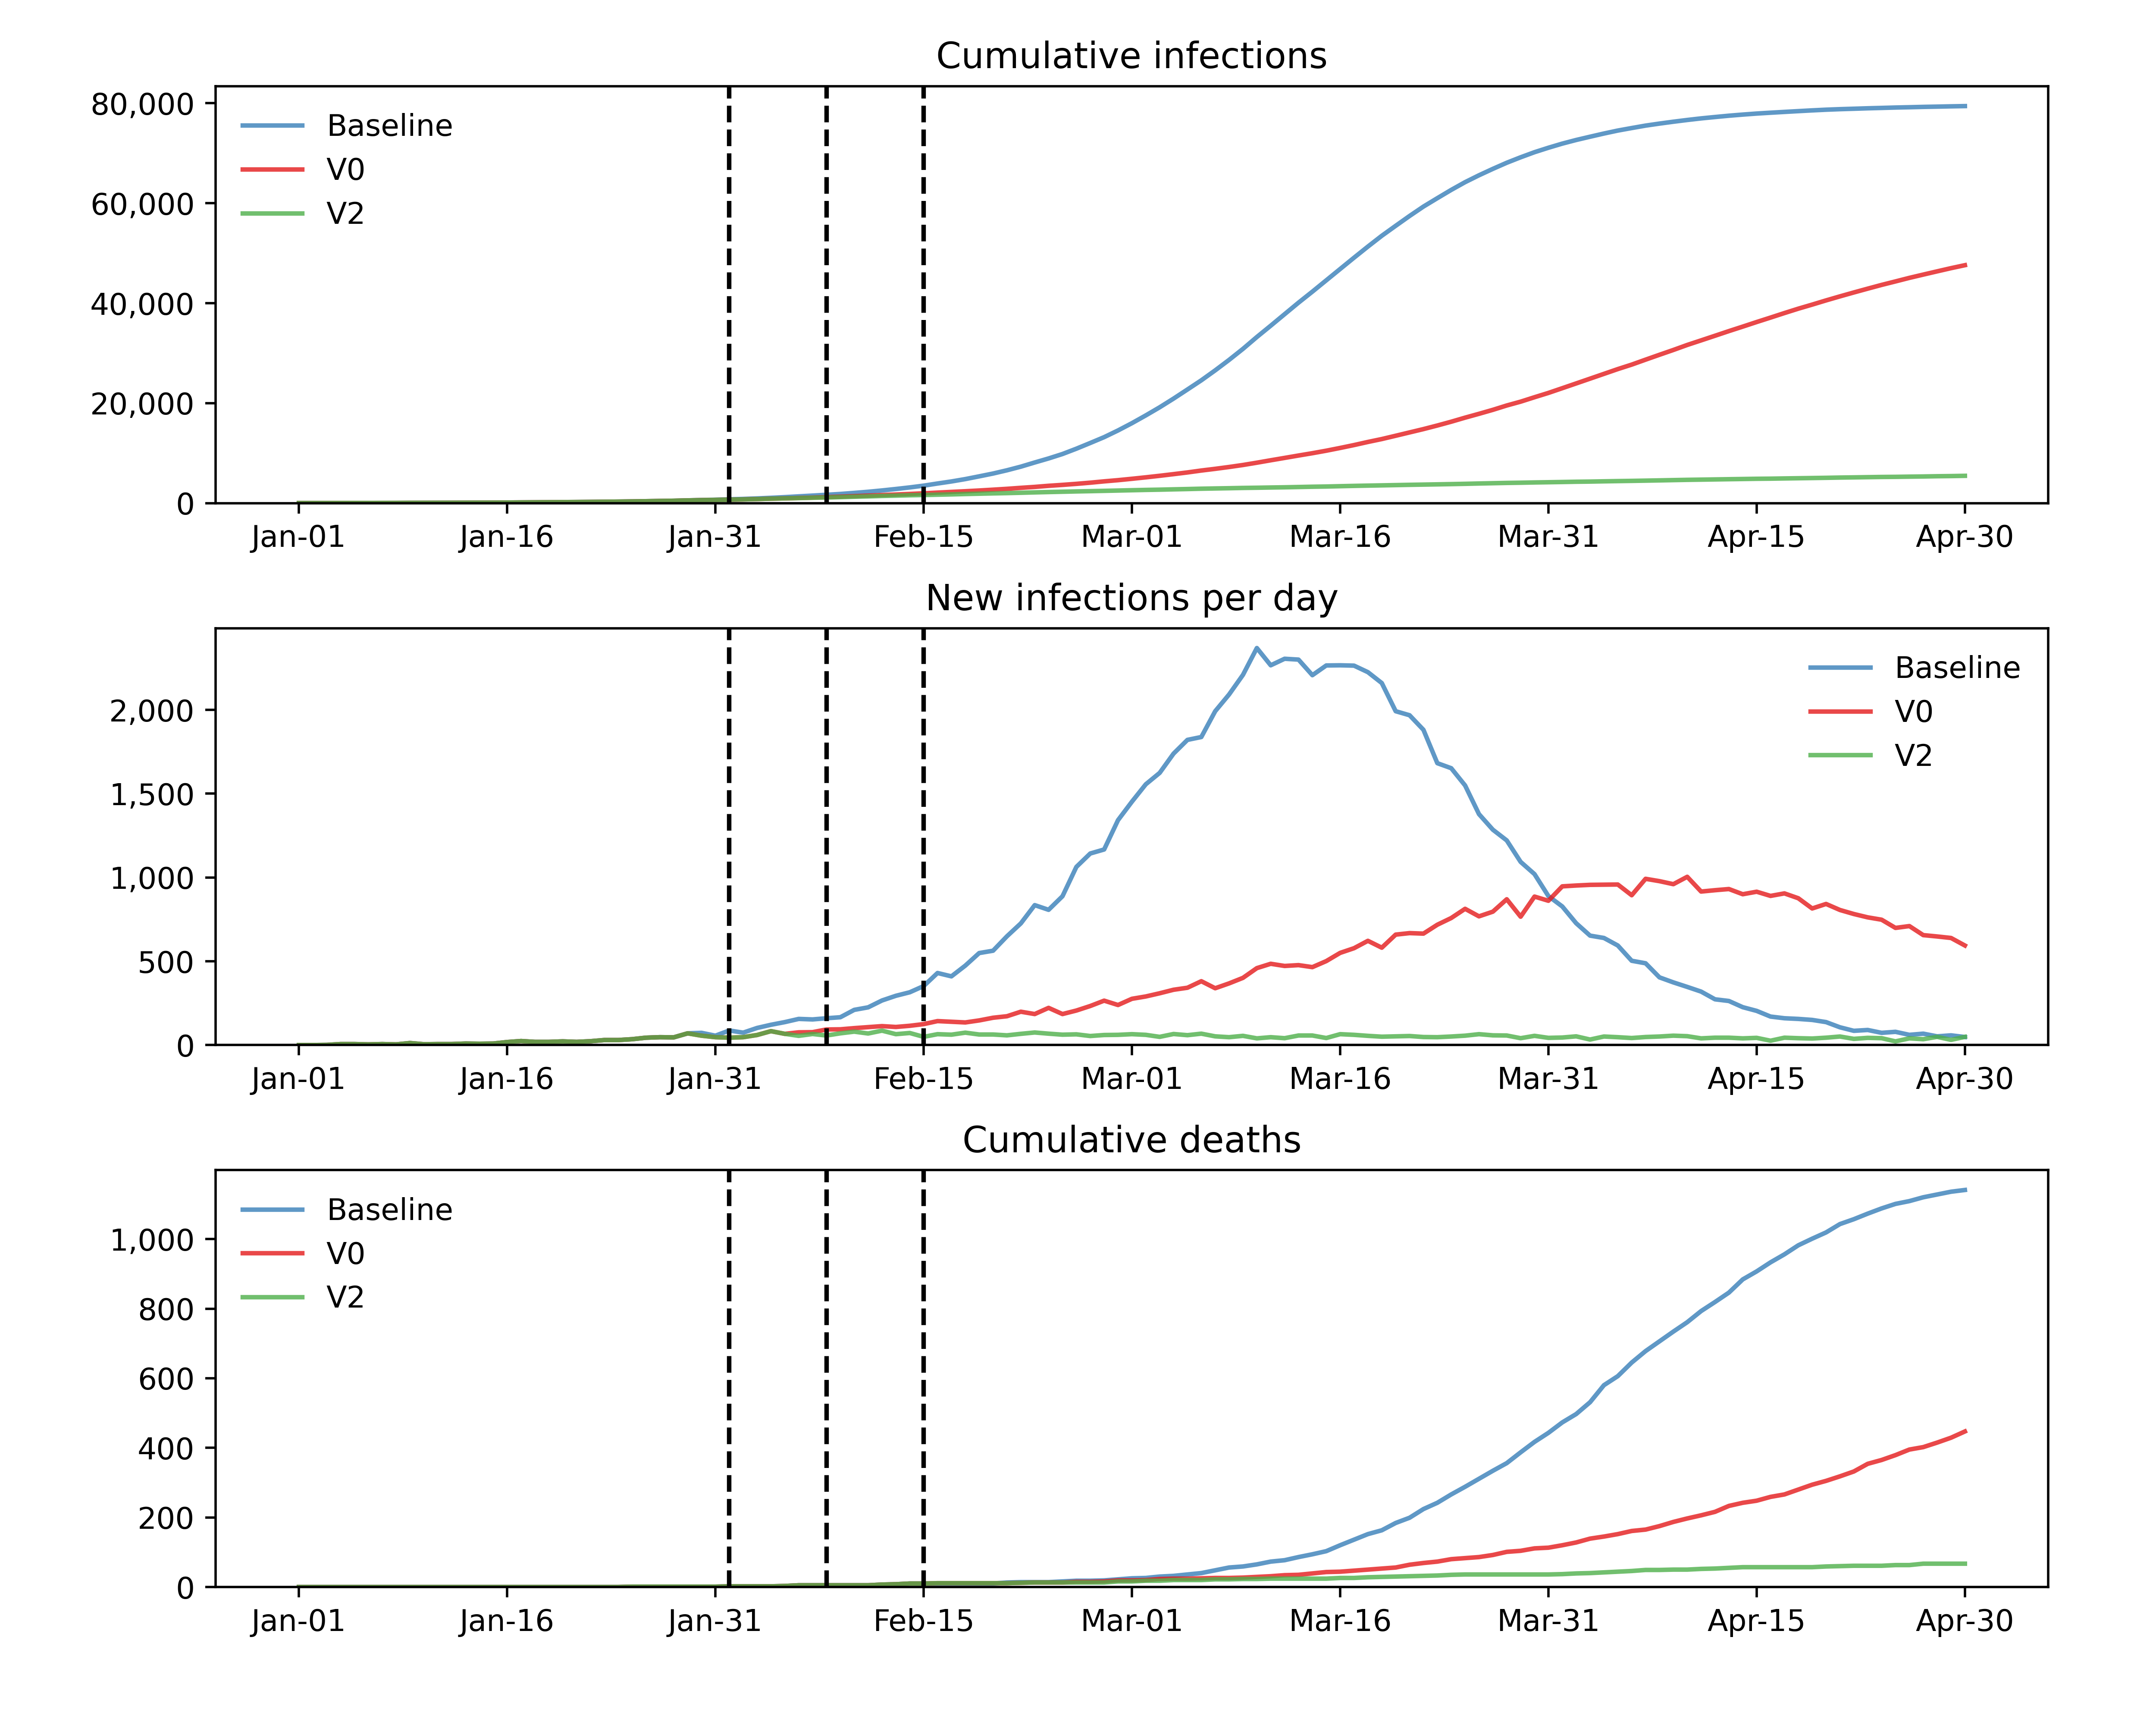 Cumulative infections
80,000
60,000
40,000
20,000
0
Baseline
V0
V2
Jan-01 Jan-16 Jan-31 Feb-15 Mar-01 Mar-16 Mar-31 Apr-15 Apr-30
New infections per day
2,000
1,500
1,000
500
0
Baseline
V0
V2
Jan-01 Jan-16 Jan-31 Feb-15 Mar-01 Mar-16 Mar-31 Apr-15 Apr-30
Cumulative deaths
1,000
800
600
400
200
0
Baseline
V0
V2
Jan-01 Jan-16 Jan-31 Feb-15 Mar-01 Mar-16 Mar-31 Apr-15 Apr-30